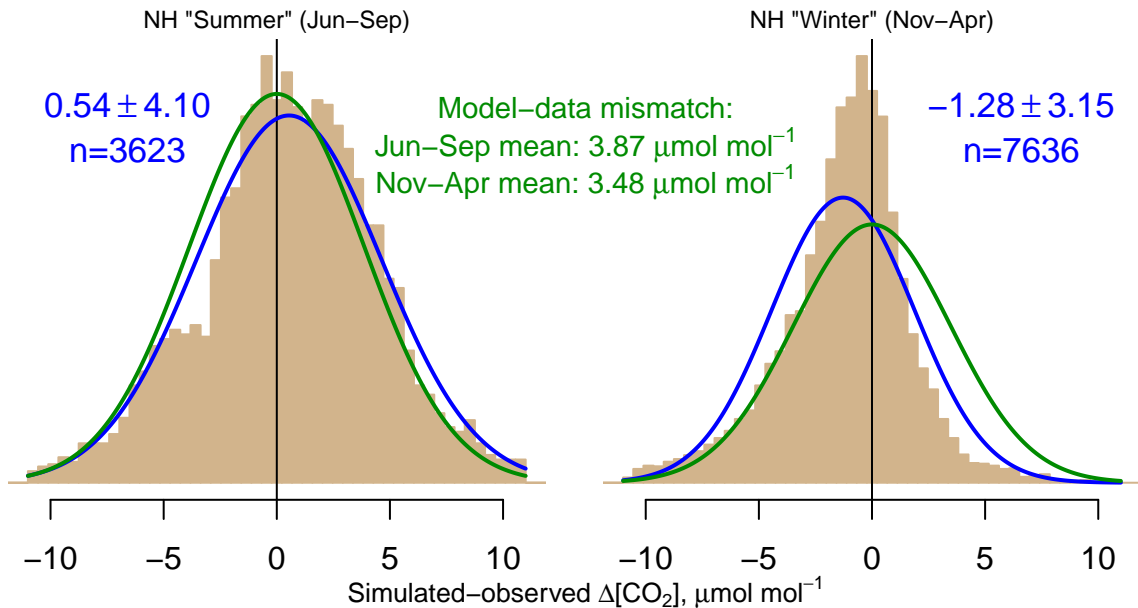 NH "Summer" (Jun−Sep)
NH "Winter" (Nov−Apr)
0.54 ± 4.10
n=3623
Model−data mismatch:
Jun−Sep mean: 3.87 μmol mol⁻¹
Nov−Apr mean: 3.48 μmol mol⁻¹
−1.28 ± 3.15
n=7636
−10 −5 0 5 10
−10 −5 0 5 10
Simulated−observed Δ[CO₂], μmol mol⁻¹